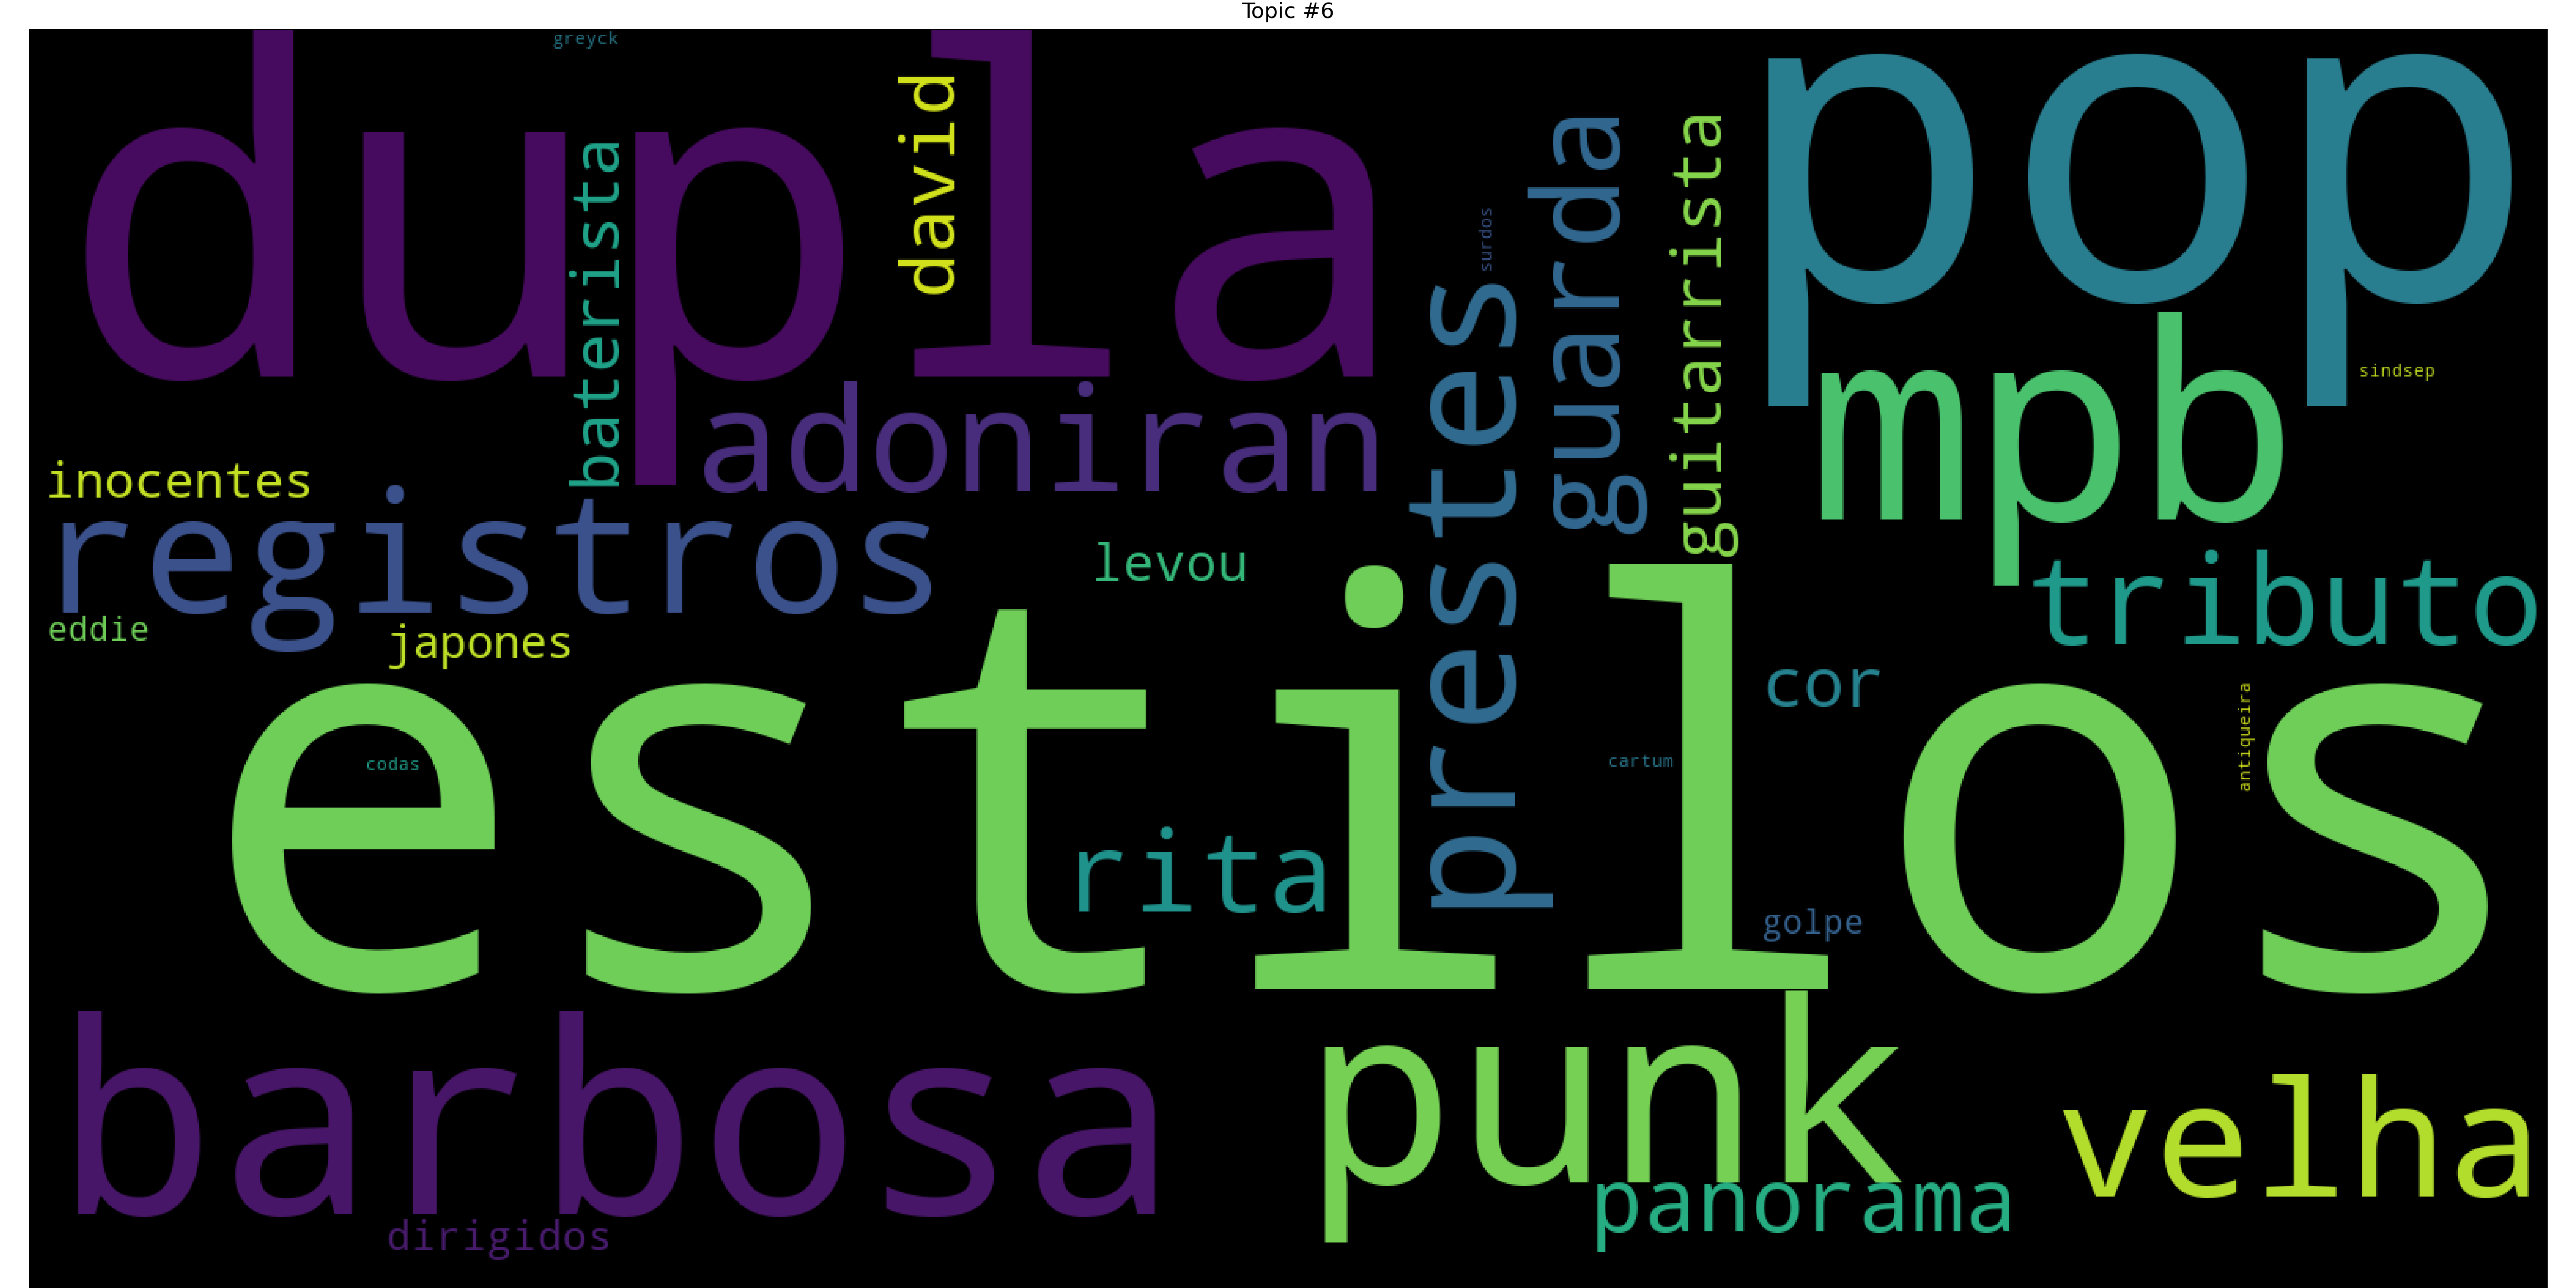 Topic #6
greyck
dupla
david
pop
baterista
guarda
guitarrista
surdos
prestes
mpb
sindsep
adoniran
inocentes
registros
levou
tributo
eddie
japones
estilos
cor
antiqueira
codas
cartum
rita
golpe
barbosa
punk
velha
panorama
dirigidos